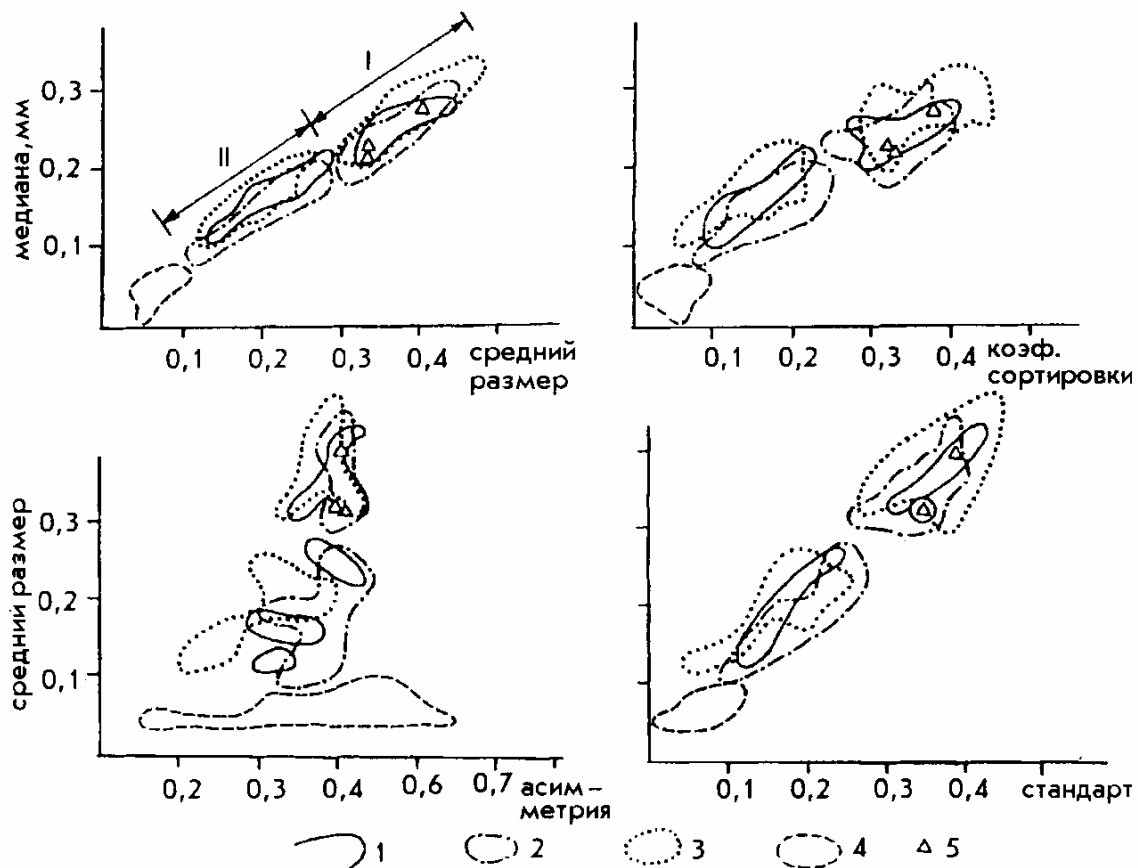 I
II
0,3
0,2
0,1
медиана, мм
0,1 0,2 0,3 0,4 средний
размер
0,1 0,2 0,3 0,4 коэф.
сортировки
0,3
0,2
0,1
средний размер
0,2 0,3 0,4 0,6 0,7 асим-
метрия
0,1 0,2 0,3 0,4 стандарт
1 2 3 4 5